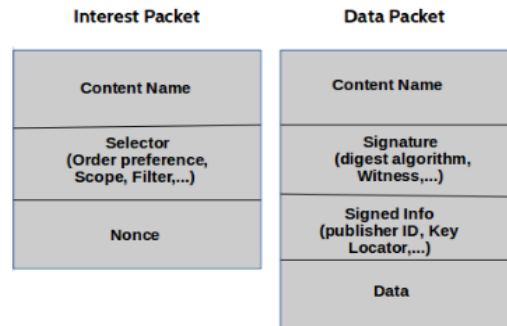 Interest Packet
Content Name
Selector
(Order preference,
Scope, Filter,...)
Nonce
Data Packet
Content Name
Signature
(digest algorithm,
Witness,...)
Signed Info
(publisher ID, Key
Locator,...)
Data